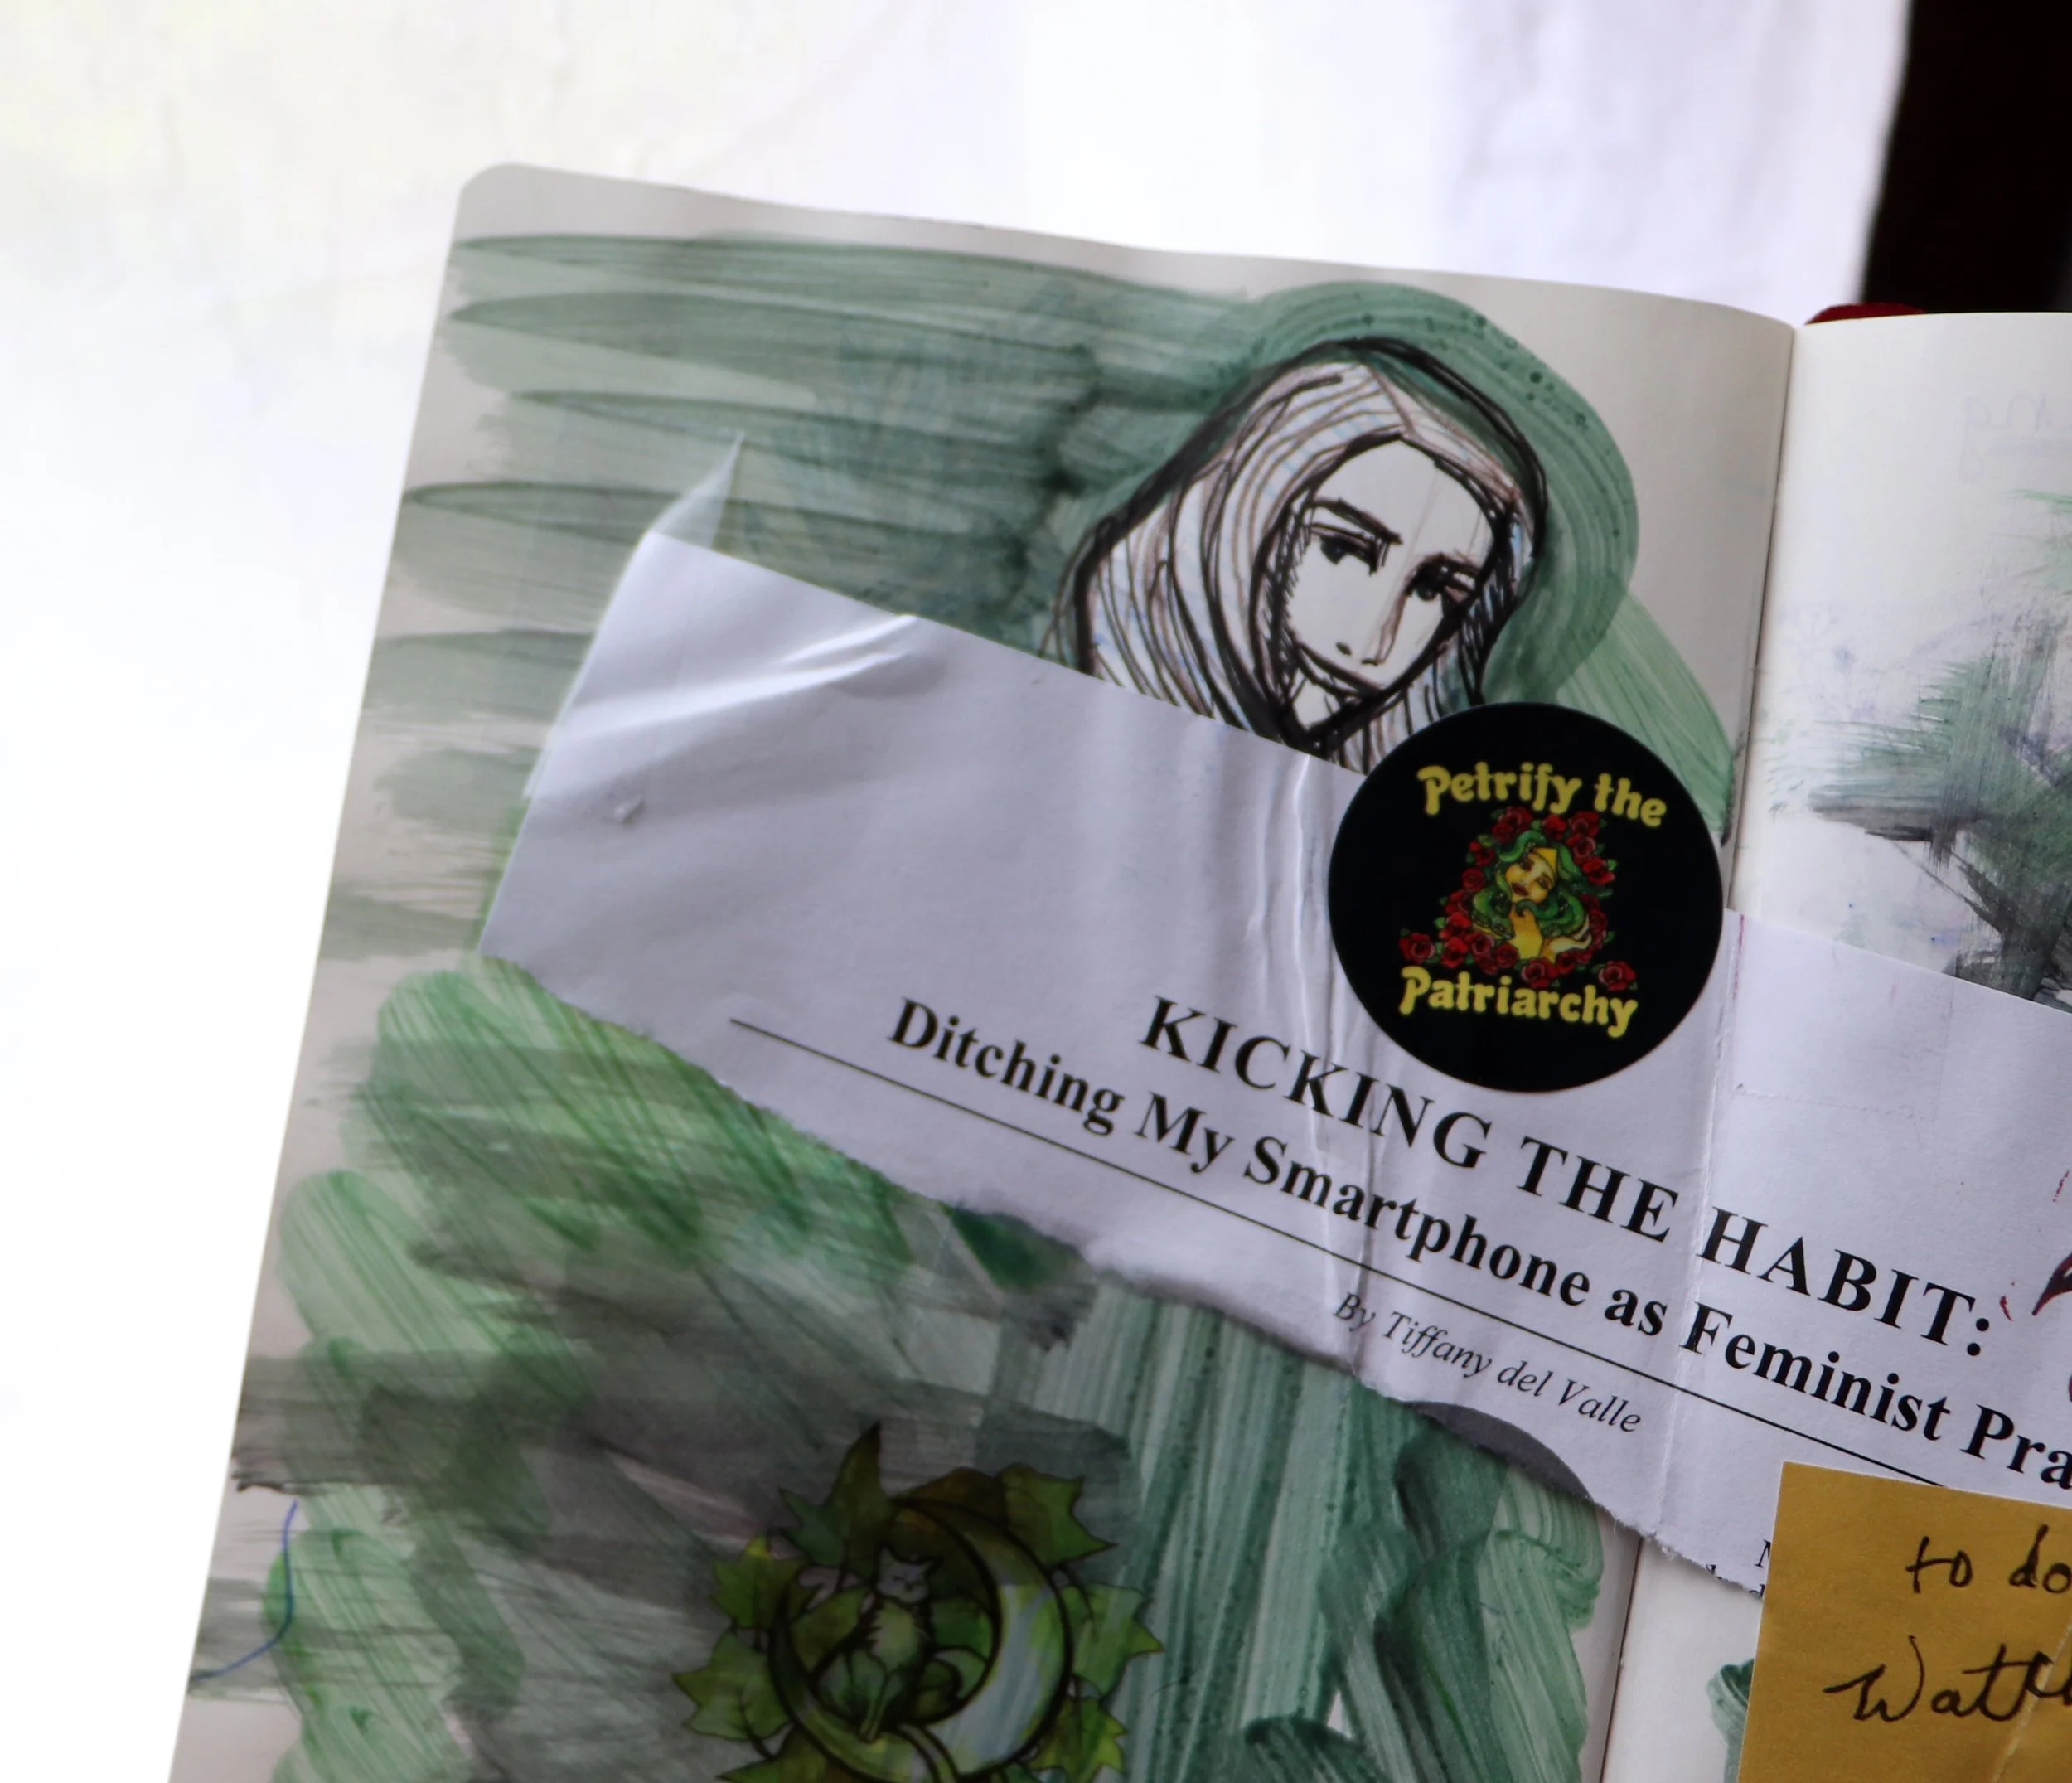 Petrify the
Patriarchy
KICKING THE HABIT:
Ditching My Smartphone as Feminist
By Tiffany del Valle
to do